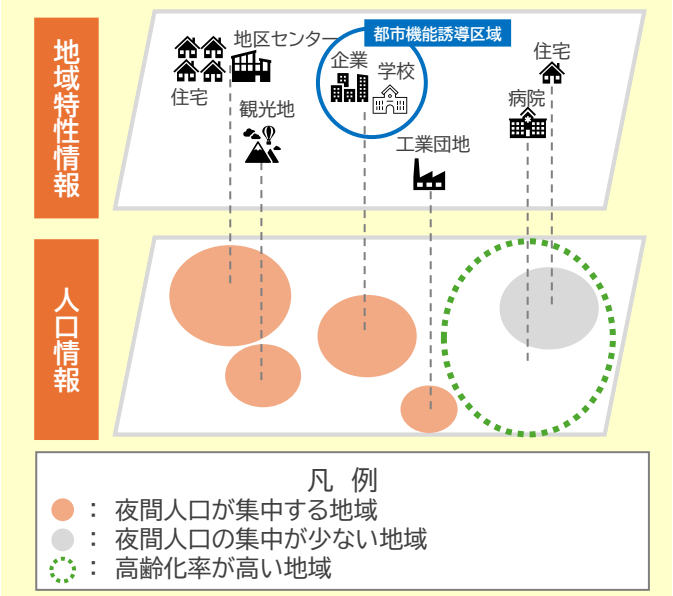 地域特性情報
都市機能誘導区域
地区センター
住宅
観光地
企業
学校
工業団地
住宅
病院
人口情報
凡 例
： 夜間人口が集中する地域
： 夜間人口の集中が少ない地域
： 高齢化率が高い地域